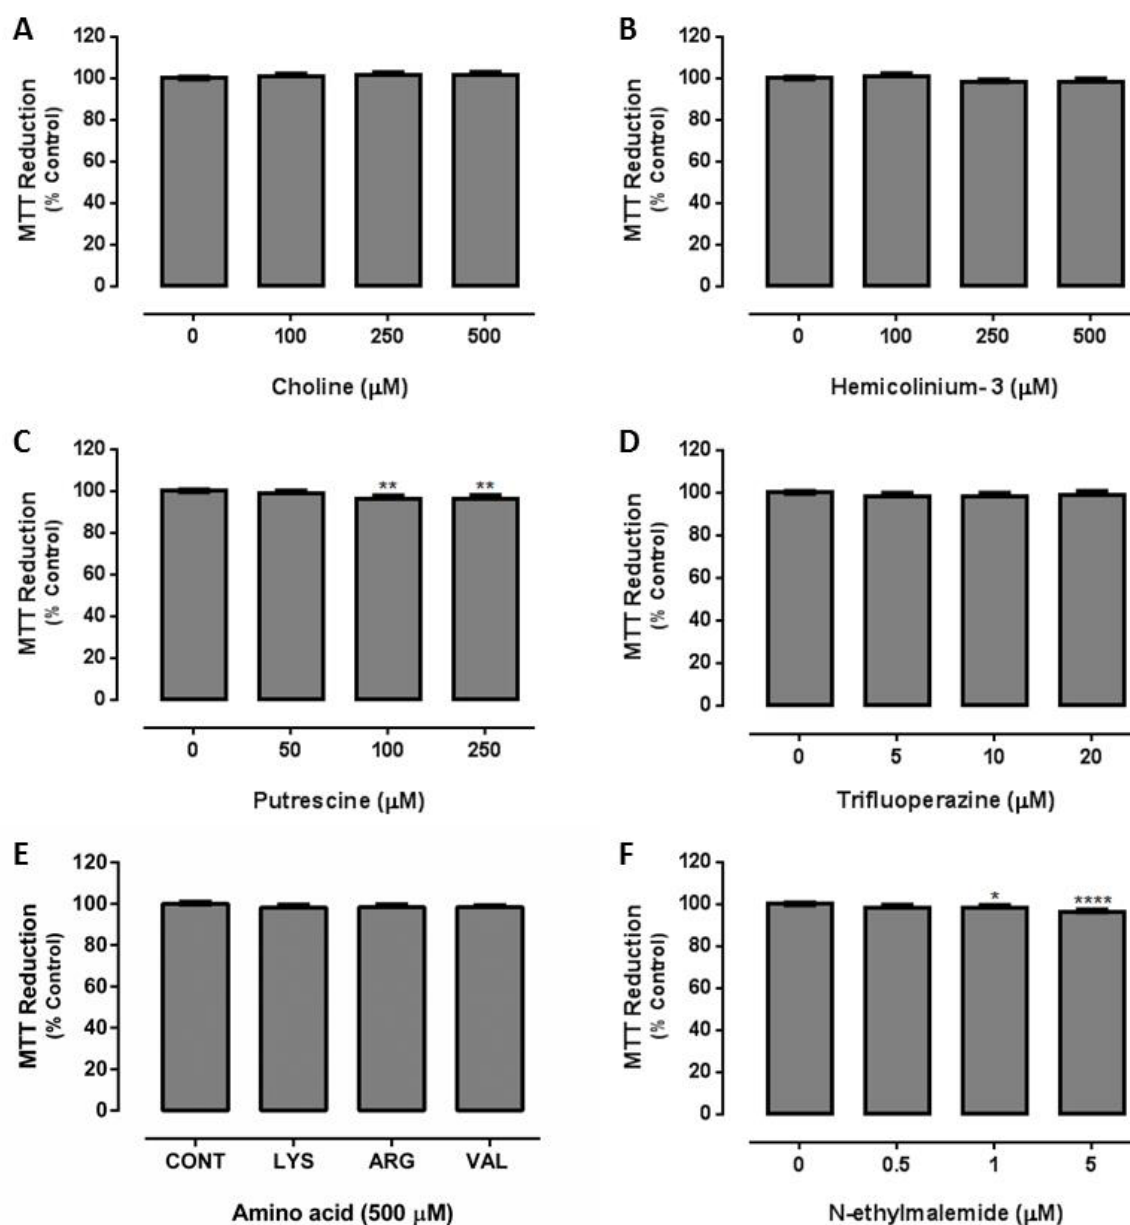 A
MTT Reduction
(% Control)
120
100
80
60
40
20
0
0 100 250 500
Choline (μM)
B
MTT Reduction
(% Control)
120
100
80
60
40
20
0
0 100 250 500
Hemicolinium-3 (μM)
C
MTT Reduction
(% Control)
120
100
80
60
40
20
0
** **
0 50 100 250
Putrescine (μM)
D
MTT Reduction
(% Control)
120
100
80
60
40
20
0
0 5 10 20
Trifluoperazine (μM)
E
MTT Reduction
(% Control)
120
100
80
60
40
20
0
CONT LYS ARG VAL
Amino acid (500 μM)
F
MTT Reduction
(% Control)
120
100
80
60
40
20
0
* ****
0 0.5 1 5
N-ethylmalemide (μM)